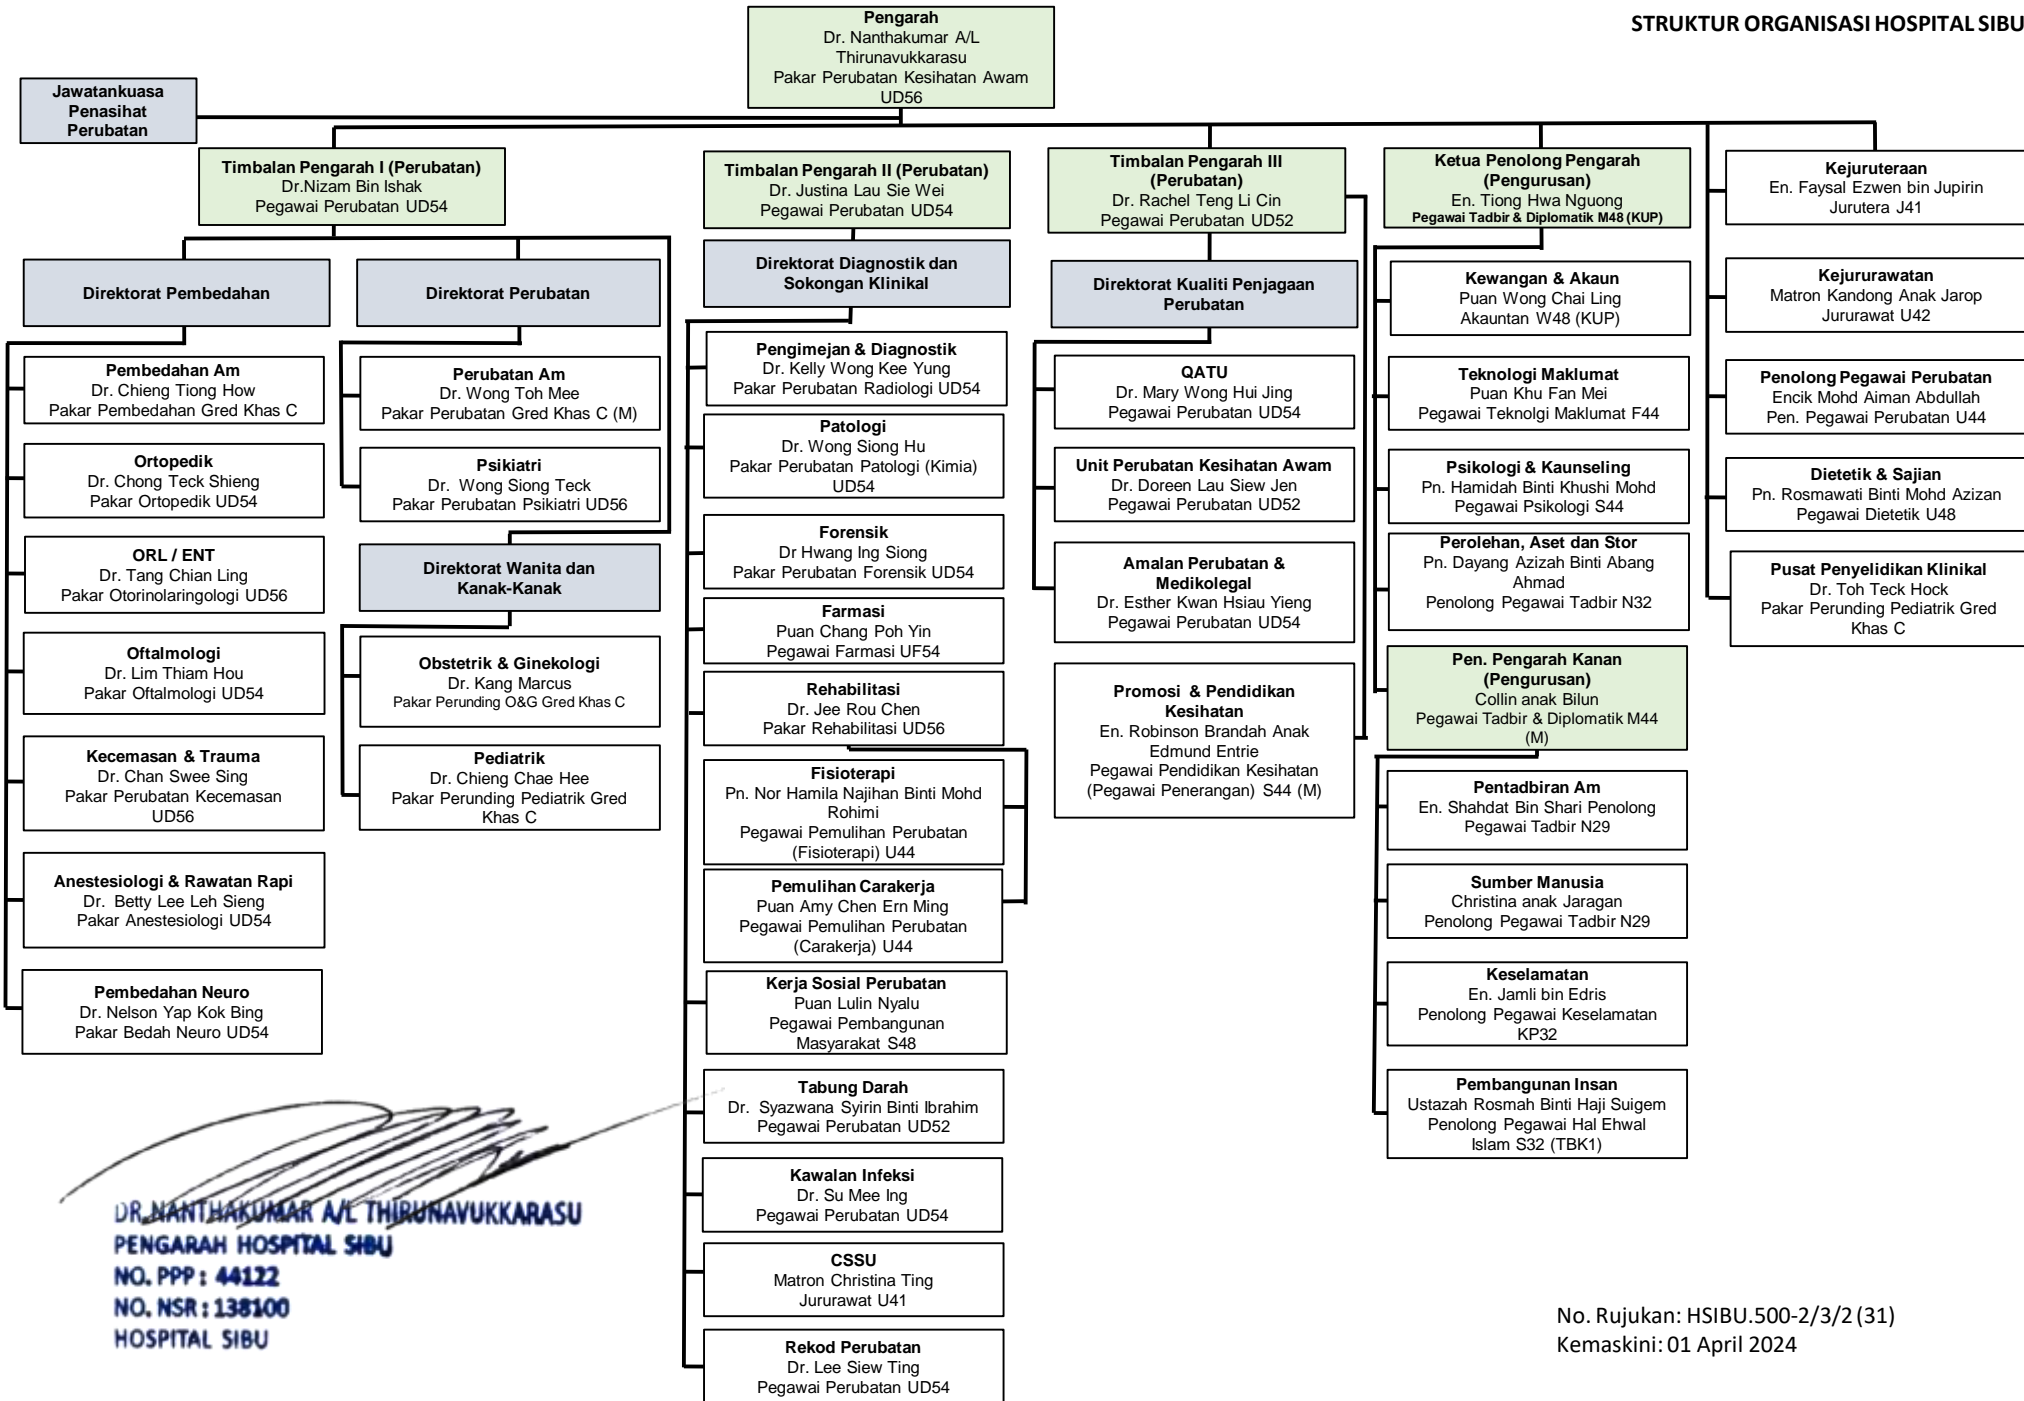 STRUKTUR ORGANISASI HOSPITAL SIBU
Pengarah
Dr. Nanthakumar A/L
Thirunavukkarasu
Pakar Perubatan Kesihatan Awam
UD56
Jawatankuasa
Penasihat
Perubatan
Timbalan Pengarah I (Perubatan)
Dr.Nizam Bin Ishak
Pegawai Perubatan UD54
Direktorat Pembedahan
Pembedahan Am
Dr. Chieng Tiong How
Pakar Pembedahan Gred Khas C
Ortopedik
Dr. Chong Teck Shieng
Pakar Ortopedik UD54
ORL / ENT
Dr. Tang Chian Ling
Pakar Otorinolaringologi UD56
Oftalmologi
Dr. Lim Thiam Hou
Pakar Oftalmologi UD54
Kecemasan & Trauma
Dr. Chan Swee Sing
Pakar Perubatan Kecemasan
UD56
Anestesiologi & Rawatan Rapi
Dr. Betty Lee Leh Sieng
Pakar Anestesiologi UD54
Pembedahan Neuro
Dr. Nelson Yap Kok Bing
Pakar Bedah Neuro UD54
Direktorat Perubatan
Perubatan Am
Dr. Wong Toh Mee
Pakar Perubatan Gred Khas C (M)
Psikiatri
Dr. Wong Siong Teck
Pakar Perubatan Psikiatri UD56
Direktorat Wanita dan
Kanak-Kanak
Obstetrik & Ginekologi
Dr. Kang Marcus
Pakar Perunding O&G Gred Khas C
Pediatrik
Dr. Chieng Chae Hee
Pakar Perunding Pediatrik Gred
Khas C
Timbalan Pengarah II (Perubatan)
Dr. Justina Lau Sie Wei
Pegawai Perubatan UD54
Direktorat Diagnostik dan
Sokongan Klinikal
Pengimejan & Diagnostik
Dr. Kelly Wong Kee Yung
Pakar Perubatan Radiologi UD54
Patologi
Dr. Wong Siong Hu
Pakar Perubatan Patologi (Kimia)
UD54
Forensik
Dr Hwang Ing Siong
Pakar Perubatan Forensik UD54
Farmasi
Puan Chang Poh Yin
Pegawai Farmasi UF54
Rehabilitasi
Dr. Jee Rou Chen
Pakar Rehabilitasi UD56
Fisioterapi
Pn. Nor Hamila Najihan Binti Mohd
Rohimi
Pegawai Pemulihan Perubatan
(Fisioterapi) U44
Pemulihan Carakerja
Puan Amy Chen Ern Ming
Pegawai Pemulihan Perubatan
(Carakerja) U44
Kerja Sosial Perubatan
Puan Lulin Nyalu
Pegawai Pembangunan
Masyarakat S48
Tabung Darah
Dr. Syazwana Syirin Binti Ibrahim
Pegawai Perubatan UD52
Kawalan Infeksi
Dr. Su Mee Ing
Pegawai Perubatan UD54
CSSU
Matron Christina Ting
Jururawat U41
Rekod Perubatan
Dr. Lee Siew Ting
Pegawai Perubatan UD54
Timbalan Pengarah III
(Perubatan)
Dr. Rachel Teng Li Cin
Pegawai Perubatan UD52
Direktorat Kualiti Penjagaan
Perubatan
QATU
Dr. Mary Wong Hui Jing
Pegawai Perubatan UD54
Unit Perubatan Kesihatan Awam
Dr. Doreen Lau Siew Jen
Pegawai Perubatan UD52
Amalan Perubatan &
Medikolegal
Dr. Esther Kwan Hsiau Yieng
Pegawai Perubatan UD54
Promosi & Pendidikan
Kesihatan
En. Robinson Brandah Anak
Edmund Entrie
Pegawai Pendidikan Kesihatan
(Pegawai Penerangan) S44 (M)
Ketua Penolong Pengarah
(Pengurusan)
En. Tiong Hwa Nguong
Pegawai Tadbir & Diplomatik M48 (KUP)
Kewangan & Akaun
Puan Wong Chai Ling
Akauntan W48 (KUP)
Teknologi Maklumat
Puan Khu Fan Mei
Pegawai Teknolgi Maklumat F44
Psikologi & Kaunseling
Pn. Hamidah Binti Khushi Mohd
Pegawai Psikologi S44
Perolehan, Aset dan Stor
Pn. Dayang Azizah Binti Abang
Ahmad
Penolong Pegawai Tadbir N32
Pen. Pengarah Kanan
(Pengurusan)
Collin anak Bilun
Pegawai Tadbir & Diplomatik M44
(M)
Pentadbiran Am
En. Shahdat Bin Shari Penolong
Pegawai Tadbir N29
Sumber Manusia
Christina anak Jaragan
Penolong Pegawai Tadbir N29
Keselamatan
En. Jamli bin Edris
Penolong Pegawai Keselamatan
KP32
Pembangunan Insan
Ustazah Rosmah Binti Haji Suigem
Penolong Pegawai Hal Ehwal
Islam S32 (TBK1)
Kejuruteraan
En. Faysal Ezwen bin Jupirin
Jurutera J41
Kejururawatan
Matron Kandong Anak Jarop
Jururawat U42
Penolong Pegawai Perubatan
Encik Mohd Aiman Abdullah
Pen. Pegawai Perubatan U44
Dietetik & Sajian
Pn. Rosmawati Binti Mohd Azizan
Pegawai Dietetik U48
Pusat Penyelidikan Klinikal
Dr. Toh Teck Hock
Pakar Perunding Pediatrik Gred
Khas C
DR.NANTHAKUMAR A/L THIRUNAVUKKARASU
PENGARAH HOSPITAL SIBU
NO. PPP : 44122
NO. NSR : 138100
HOSPITAL SIBU
No. Rujukan: HSIBU.500-2/3/2 (31)
Kemaskini: 01 April 2024